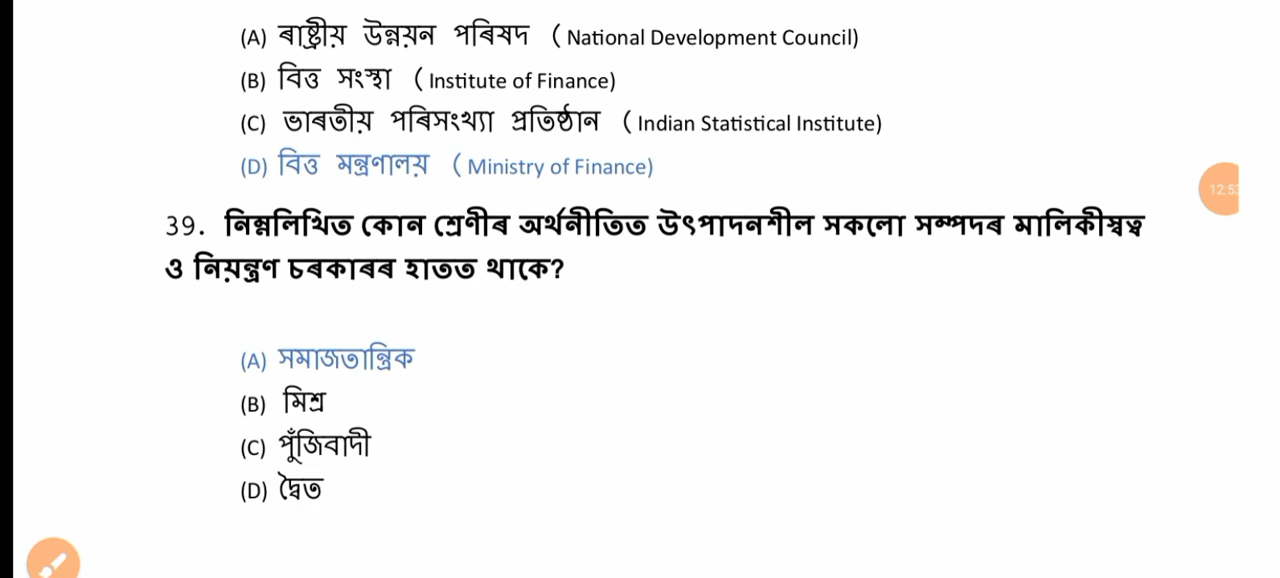 (A) ৰাষ্ট্ৰীয় উন্নয়ন পৰিষদ ( National Development Council)
(B) বিত্ত সংস্থা ( Institute of Finance)
(C) ভাৰতীয় পৰিসংখ্যা প্ৰতিষ্ঠান ( Indian Statistical Institute)
(D) বিত্ত মন্ত্ৰণালয় ( Ministry of Finance)
12:53
39. নিম্নলিখিত কোন শ্ৰেণীৰ অৰ্থনীতিত উৎপাদনশীল সকলো সম্পদৰ মালিকীস্বত্ব
ও নিয়ন্ত্ৰণ চৰকাৰৰ হাতত থাকে?
(A) সমাজতান্ত্ৰিক
(B) মিশ্ৰ
(C) পুঁজিবাদী
(D) দ্বৈত